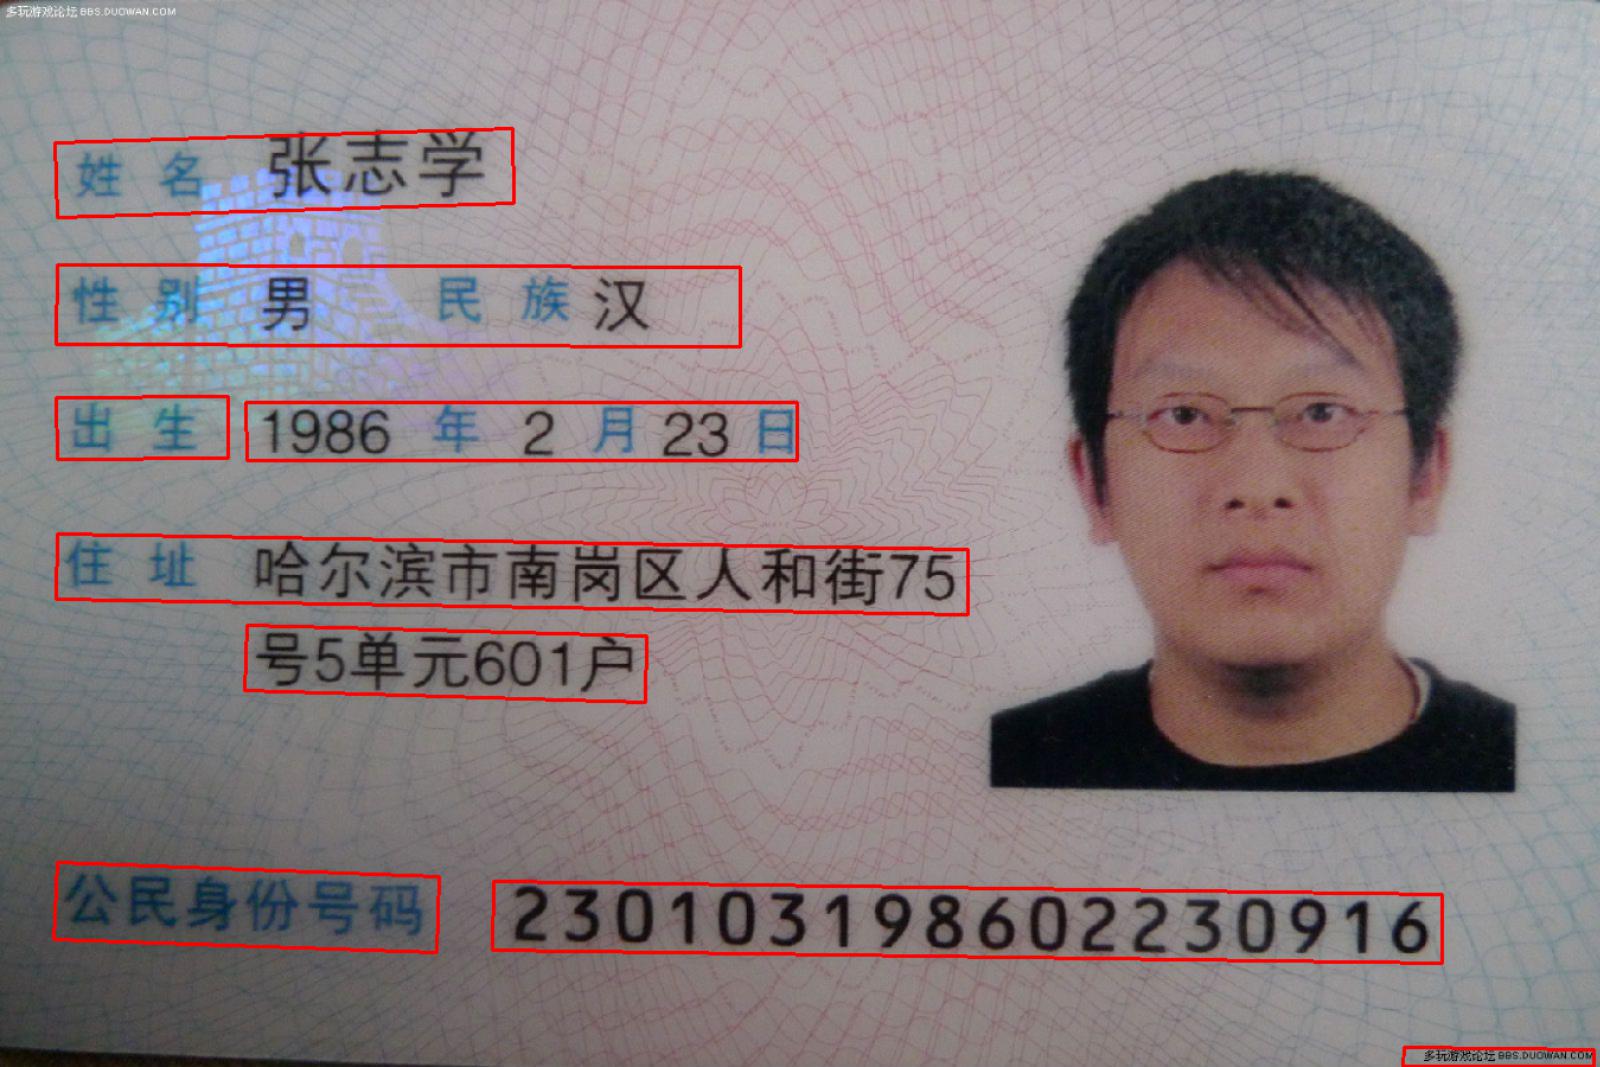 多玩游戏论坛 BBS.DUOWAN.COM
姓 名 张志学
性 别 男 民 族 汉
出 生 1986 年 2 月 23 日
住 址 哈尔滨市南岗区人和街75
号5单元601户
公民身份号码 230103198602230916
多玩游戏论坛 BBS.DUOWAN.COM